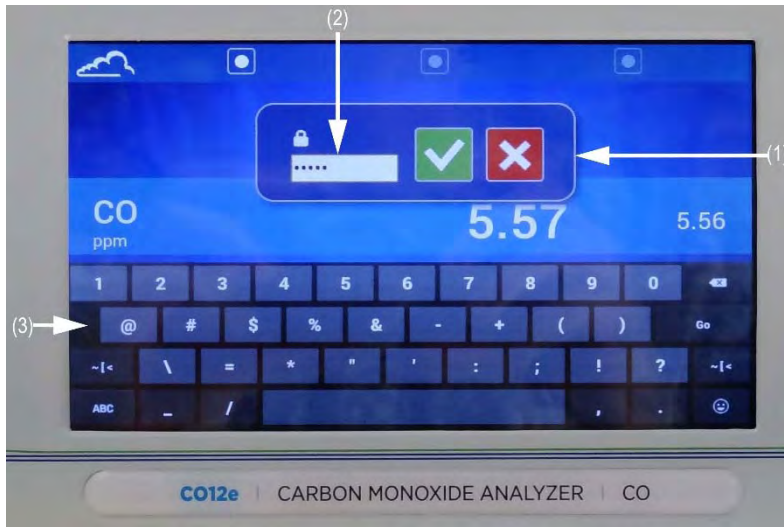 (2)
•••••
(1)
CO
ppm
5.57
5.56
1 2 3 4 5 6 7 8 9 0
(3)
@ # $ % & - + ( ) Go
~[< \ = * " ' : ; ! ? ~[<
ABC _ / , .
CO12e | CARBON MONOXIDE ANALYZER | CO